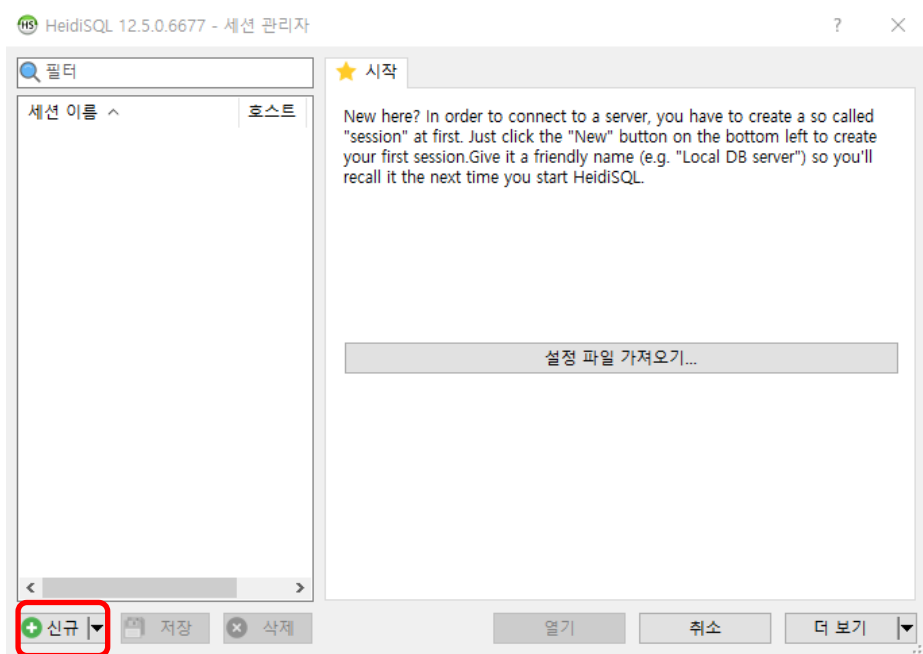 HeidiSQL 12.5.0.6677 - 세션 관리자
필터
세션 이름 호스트
시작
New here? In order to connect to a server, you have to create a so called
"session" at first. Just click the "New" button on the bottom left to create
your first session.Give it a friendly name (e.g. "Local DB server") so you'll
recall it the next time you start HeidiSQL.
설정 파일 가져오기...
신규 저장 삭제 열기 취소 더 보기